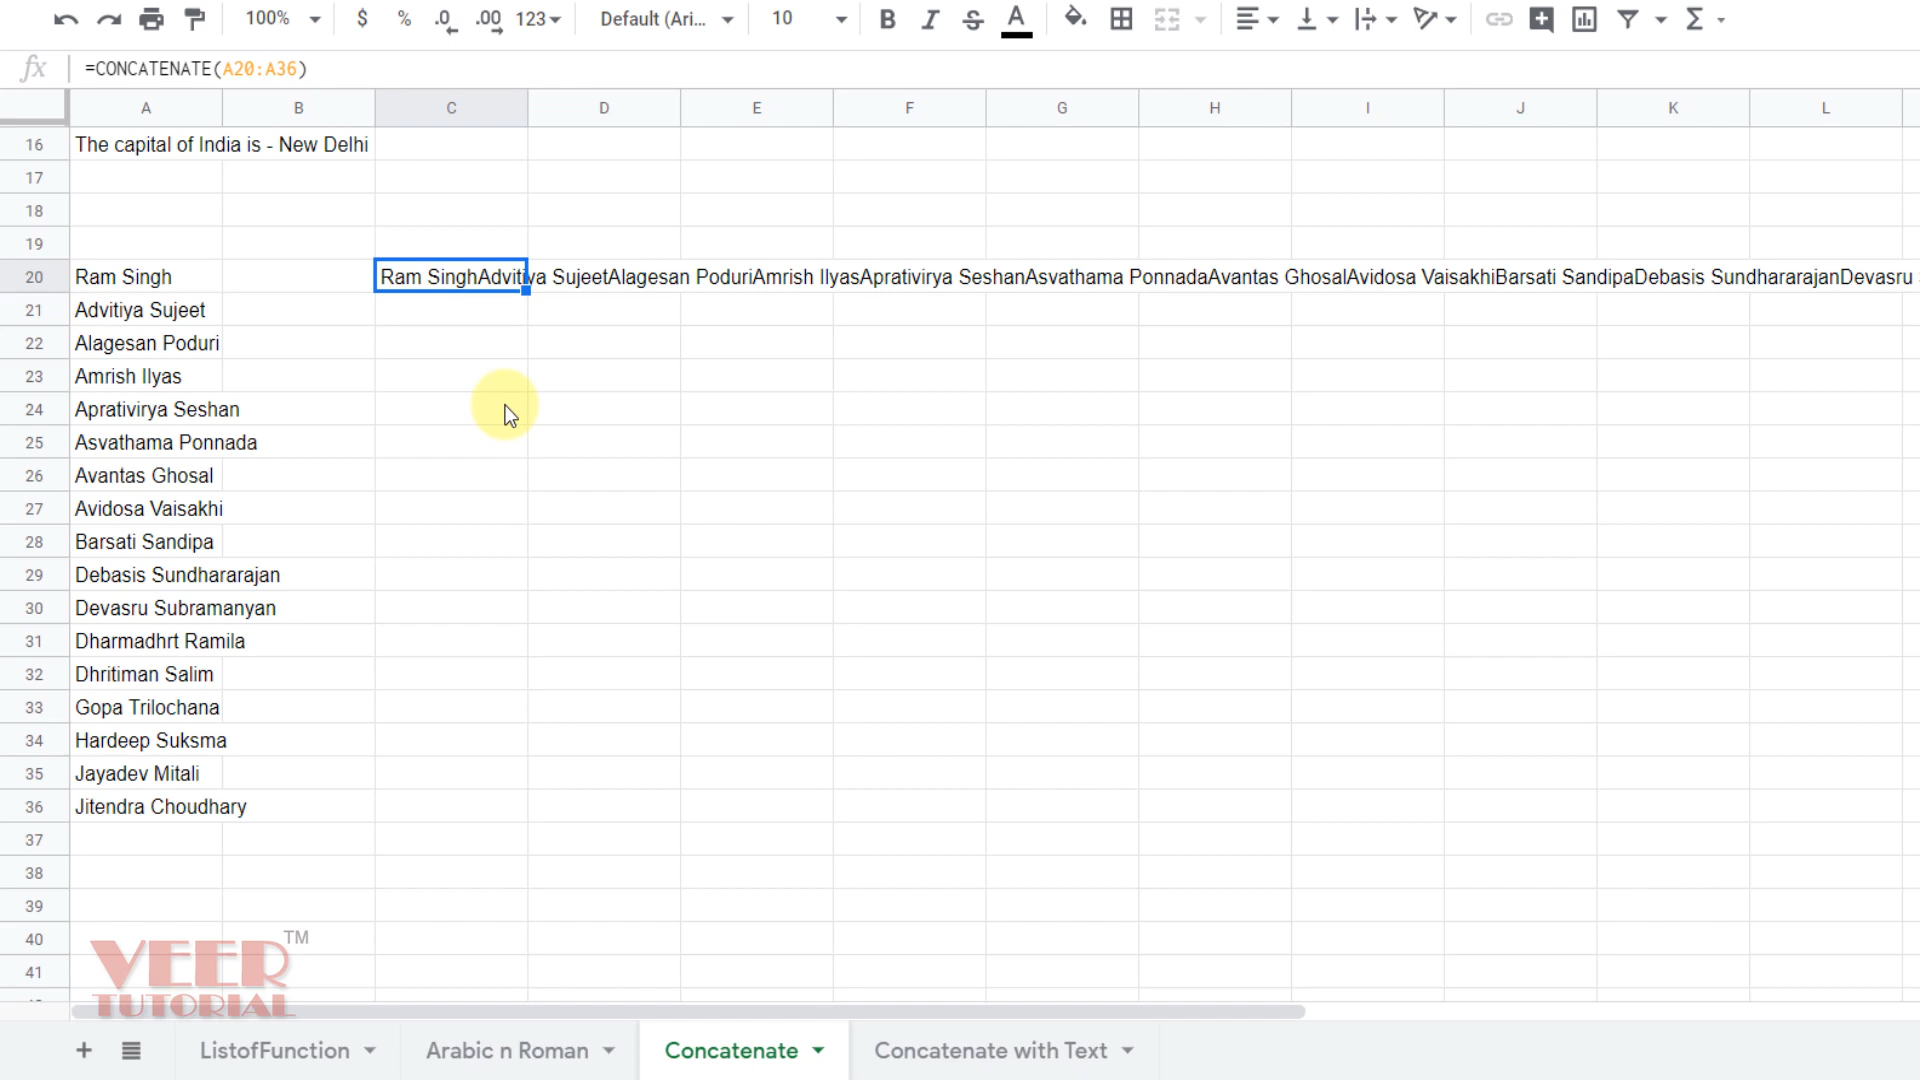 100% $ % .0 .00 123 Default (Ari... 10 B I S A
fx =CONCATENATE(A20:A36)
A B C D E F G H I J K L
16 The capital of India is - New Delhi
17
18
19
20 Ram Singh Ram SinghAdvitiya SujeetAlagesan PoduriAmrish IlyasAprativirya SeshanAsvathama PonnadaAvantas GhosalAvidosa VaisakhiBarsati SandipaDebasis SundhararajanDevasru
21 Advitiya Sujeet
22 Alagesan Poduri
23 Amrish Ilyas
24 Aprativirya Seshan
25 Asvathama Ponnada
26 Avantas Ghosal
27 Avidosa Vaisakhi
28 Barsati Sandipa
29 Debasis Sundhararajan
30 Devasru Subramanyan
31 Dharmadhrt Ramila
32 Dhritiman Salim
33 Gopa Trilochana
34 Hardeep Suksma
35 Jayadev Mitali
36 Jitendra Choudhary
37
38
39
40
41
VEER TM
TUTORIAL
+ ListofFunction Arabic n Roman Concatenate Concatenate with Text